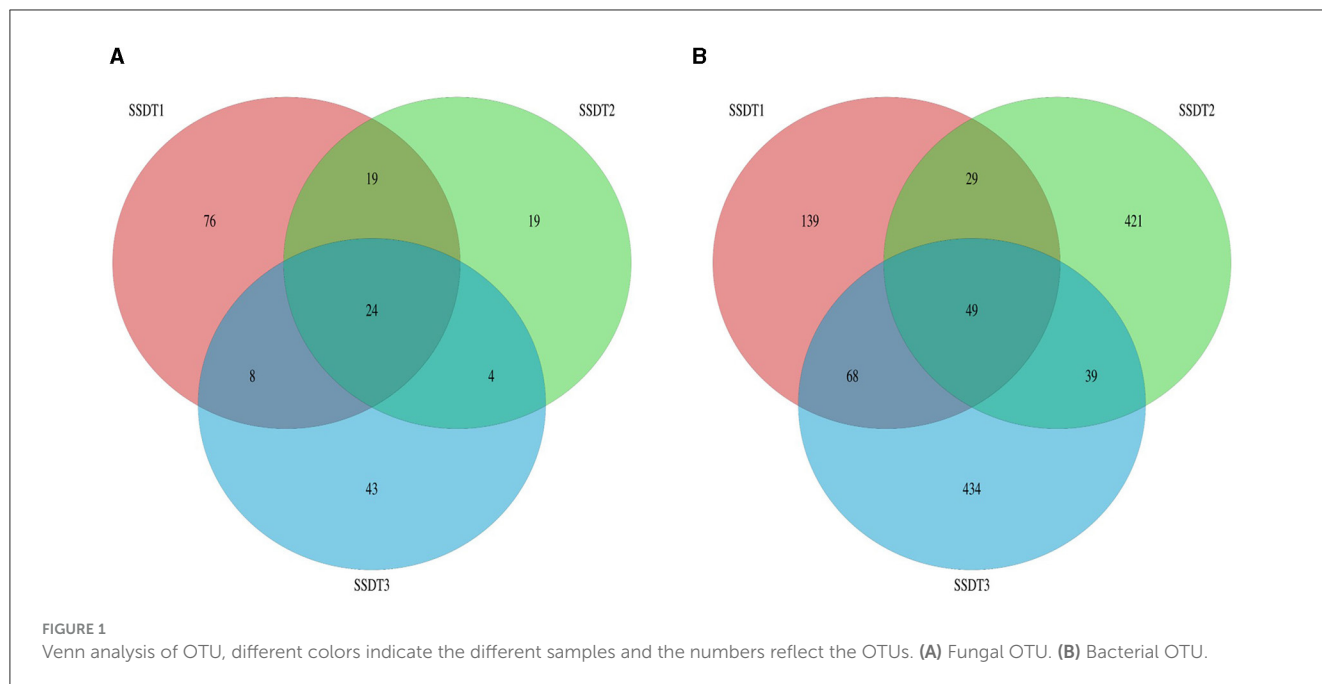 A
B
SSDT1
SSDT2
SSDT1
SSDT2
19
29
76
19
139
421
24
49
8
4
68
39
43
434
SSDT3
SSDT3
FIGURE 1
Venn analysis of OTU, different colors indicate the different samples and the numbers reflect the OTUs. (A) Fungal OTU. (B) Bacterial OTU.